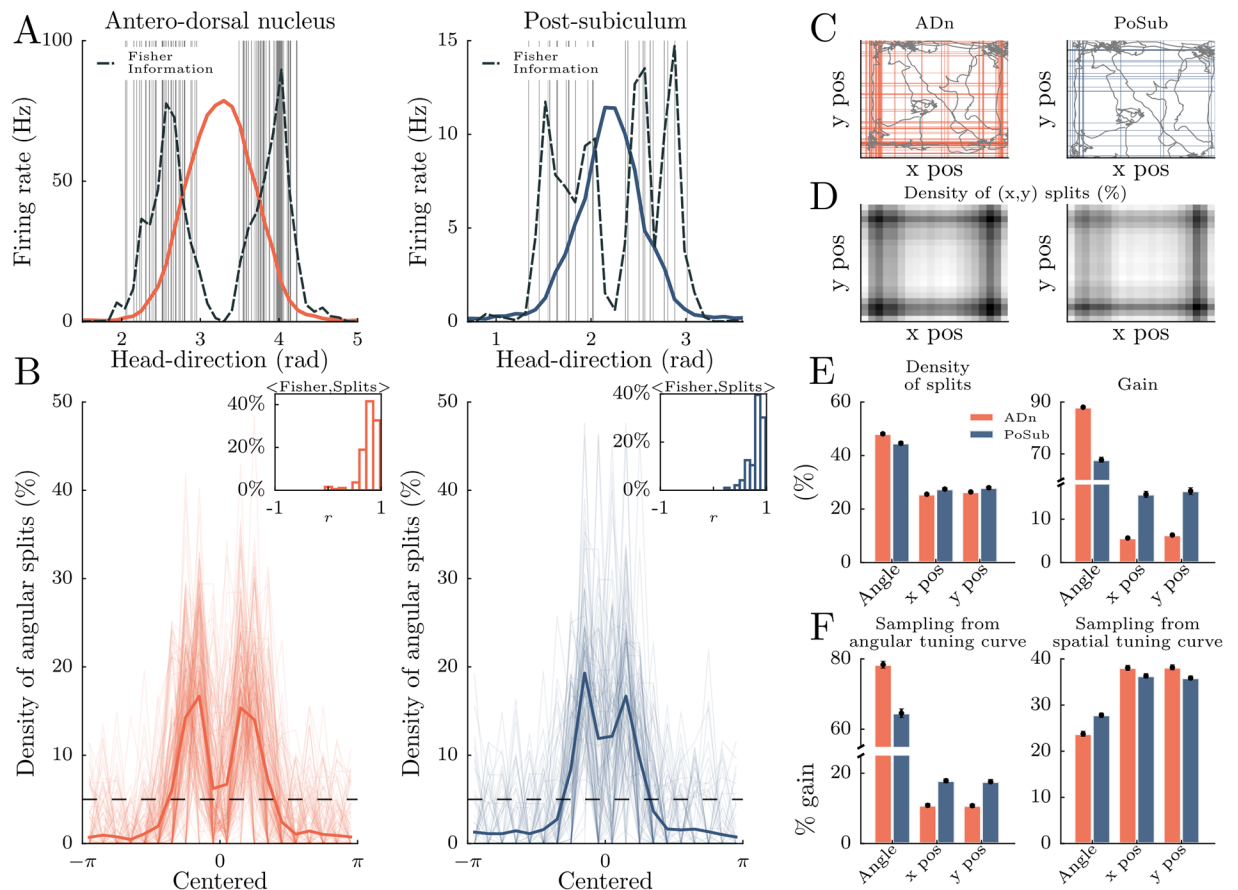 A
Antero-dorsal nucleus
Firing rate (Hz)
100
50
0
Fisher
Information
2
3
4
5
Head-direction (rad)
Post-subiculum
Firing rate (Hz)
15
10
5
0
Fisher
Information
1
2
3
Head-direction (rad)
B
Density of angular splits (%)
50
40
30
20
10
0
−π
0
π
Centered
<Fisher,Splits>
40%
20%
0%
-1
r
1
Density of angular splits (%)
50
40
30
20
10
0
−π
0
π
Centered
<Fisher,Splits>
40%
20%
0%
-1
r
1
C
ADn
y pos
x pos
PoSub
y pos
x pos
D
Density of (x,y) splits (%)
y pos
x pos
y pos
x pos
E
Density
of splits
(%)
60
40
20
0
Angle
x pos
y pos
ADn
PoSub
Gain
90
70
10
0
Angle
x pos
y pos
F
Sampling from
angular tuning curve
% gain
80
60
20
0
Angle
x pos
y pos
Sampling from
spatial tuning curve
40
30
20
0
Angle
x pos
y pos